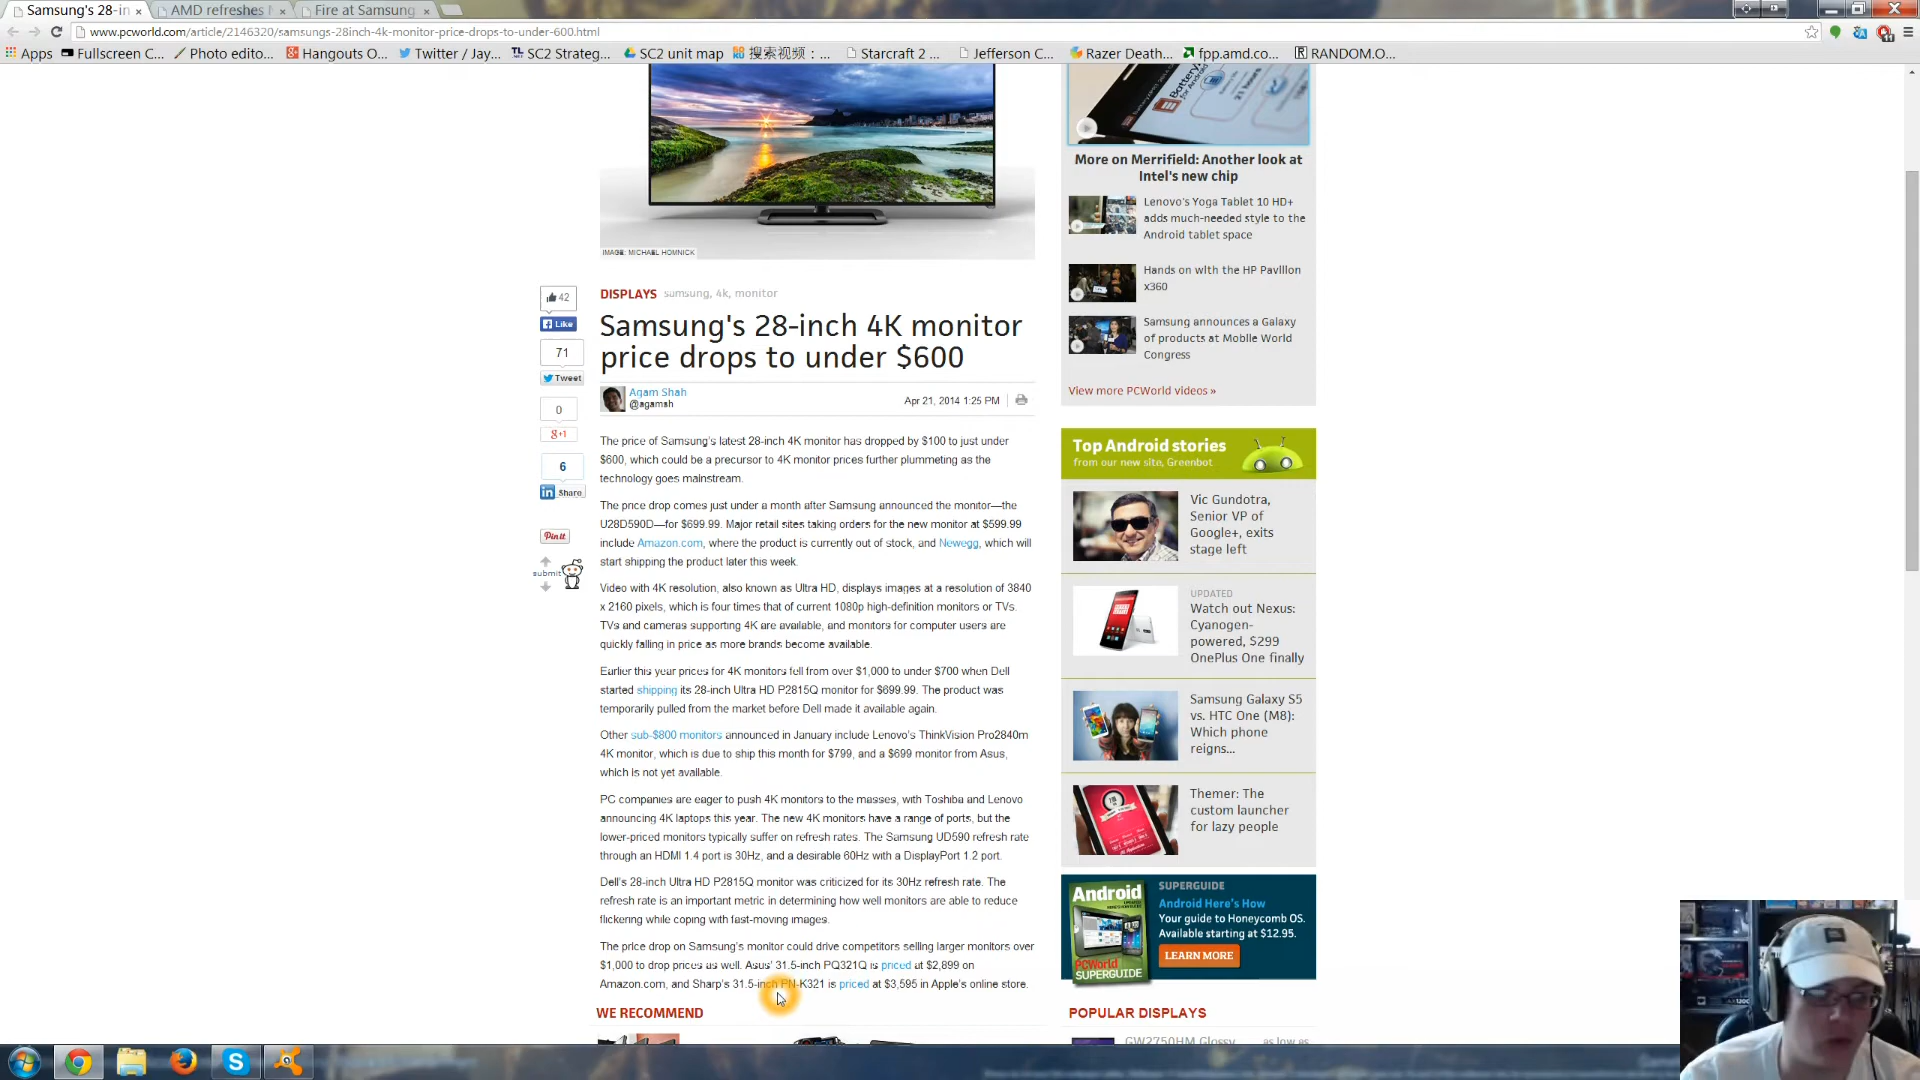 Samsung's 28-in
AMD refreshes
Fire at Samsung
www.pcworld.com/article/2146320/samsungs-28inch-4k-monitor-price-drops-to-under-600.html
Apps
Fullscreen C...
Photo edito...
Hangouts O...
Twitter / Jay...
SC2 Strateg...
SC2 unit map
搜索视频：...
Starcraft 2 ...
Jefferson C...
Razer Death...
fpp.amd.co...
RANDOM.O...
IMAGE: MICHAEL HOMNICK
DISPLAYS samsung, 4k, monitor
Samsung's 28-inch 4K monitor
price drops to under $600
Agam Shah
@agamsh
Apr 21, 2014 1:25 PM
42
Like
71
Tweet
0
g+1
6
in Share
Pin it
submit
The price of Samsung's latest 28-inch 4K monitor has dropped by $100 to just under
$600, which could be a precursor to 4K monitor prices further plummeting as the
technology goes mainstream.
The price drop comes just under a month after Samsung announced the monitor—the
U28D590D—for $699.99. Major retail sites taking orders for the new monitor at $599.99
include Amazon.com, where the product is currently out of stock, and Newegg, which will
start shipping the product later this week.
Video with 4K resolution, also known as Ultra HD, displays images at a resolution of 3840
x 2160 pixels, which is four times that of current 1080p high-definition monitors or TVs.
TVs and cameras supporting 4K are available, and monitors for computer users are
quickly falling in price as more brands become available.
Earlier this year prices for 4K monitors fell from over $1,000 to under $700 when Dell
started shipping its 28-inch Ultra HD P2815Q monitor for $699.99. The product was
temporarily pulled from the market before Dell made it available again.
Other sub-$800 monitors announced in January include Lenovo's ThinkVision Pro2840m
4K monitor, which is due to ship this month for $799, and a $699 monitor from Asus,
which is not yet available.
PC companies are eager to push 4K monitors to the masses, with Toshiba and Lenovo
announcing 4K laptops this year. The new 4K monitors have a range of ports, but the
lower-priced monitors typically suffer on refresh rates. The Samsung UD590 refresh rate
through an HDMI 1.4 port is 30Hz, and a desirable 60Hz with a DisplayPort 1.2 port.
Dell's 28-inch Ultra HD P2815Q monitor was criticized for its 30Hz refresh rate. The
refresh rate is an important metric in determining how well monitors are able to reduce
flickering while coping with fast-moving images.
The price drop on Samsung's monitor could drive competitors selling larger monitors over
$1,000 to drop prices as well. Asus' 31.5-inch PQ321Q is priced at $2,899 on
Amazon.com, and Sharp's 31.5-inch PN-K321 is priced at $3,595 in Apple's online store.
WE RECOMMEND
More on Merrifield: Another look at
Intel's new chip
Lenovo's Yoga Tablet 10 HD+
adds much-needed style to the
Android tablet space
Hands on with the HP Pavilion
x360
Samsung announces a Galaxy
of products at Mobile World
Congress
View more PCWorld videos »
Top Android stories
from our new site, Greenbot
Vic Gundotra,
Senior VP of
Google+, exits
stage left
UPDATED
Watch out Nexus:
Cyanogen-
powered, $299
OnePlus One finally
Samsung Galaxy S5
vs. HTC One (M8):
Which phone
reigns...
Themer: The
custom launcher
for lazy people
Android
PCWorld
SUPERGUIDE
SUPERGUIDE
Android Here's How
Your guide to Honeycomb OS.
Available starting at $12.95.
LEARN MORE
POPULAR DISPLAYS
GW2750HM Glossy
as low as